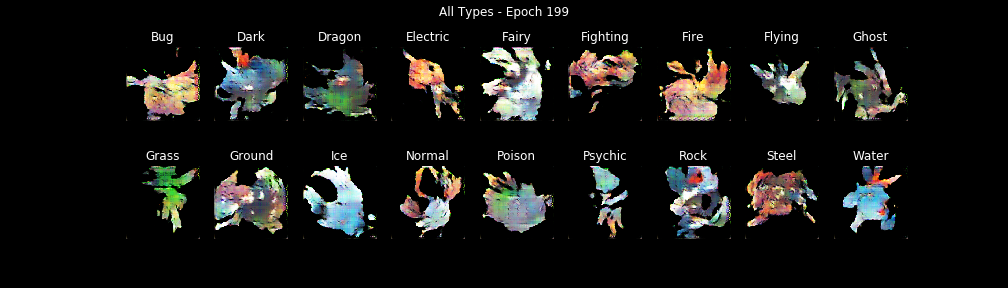 All Types - Epoch 199
Bug Dark Dragon Electric Fairy Fighting Fire Flying Ghost
Grass Ground Ice Normal Poison Psychic Rock Steel Water